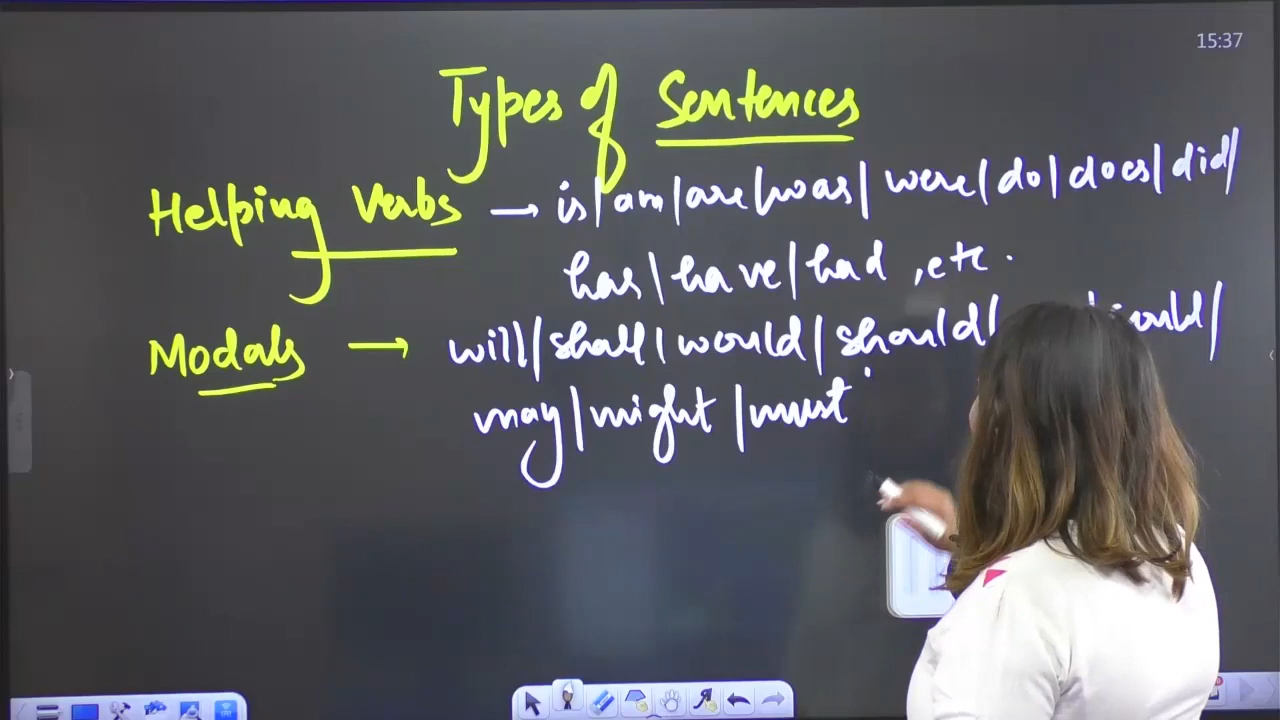 15:37
Types of Sentences
Helping Verbs → is/am/are/was/were/do/does/did/
has/have/had, etc.
Modals → will/shall/would/should/
may/might/must